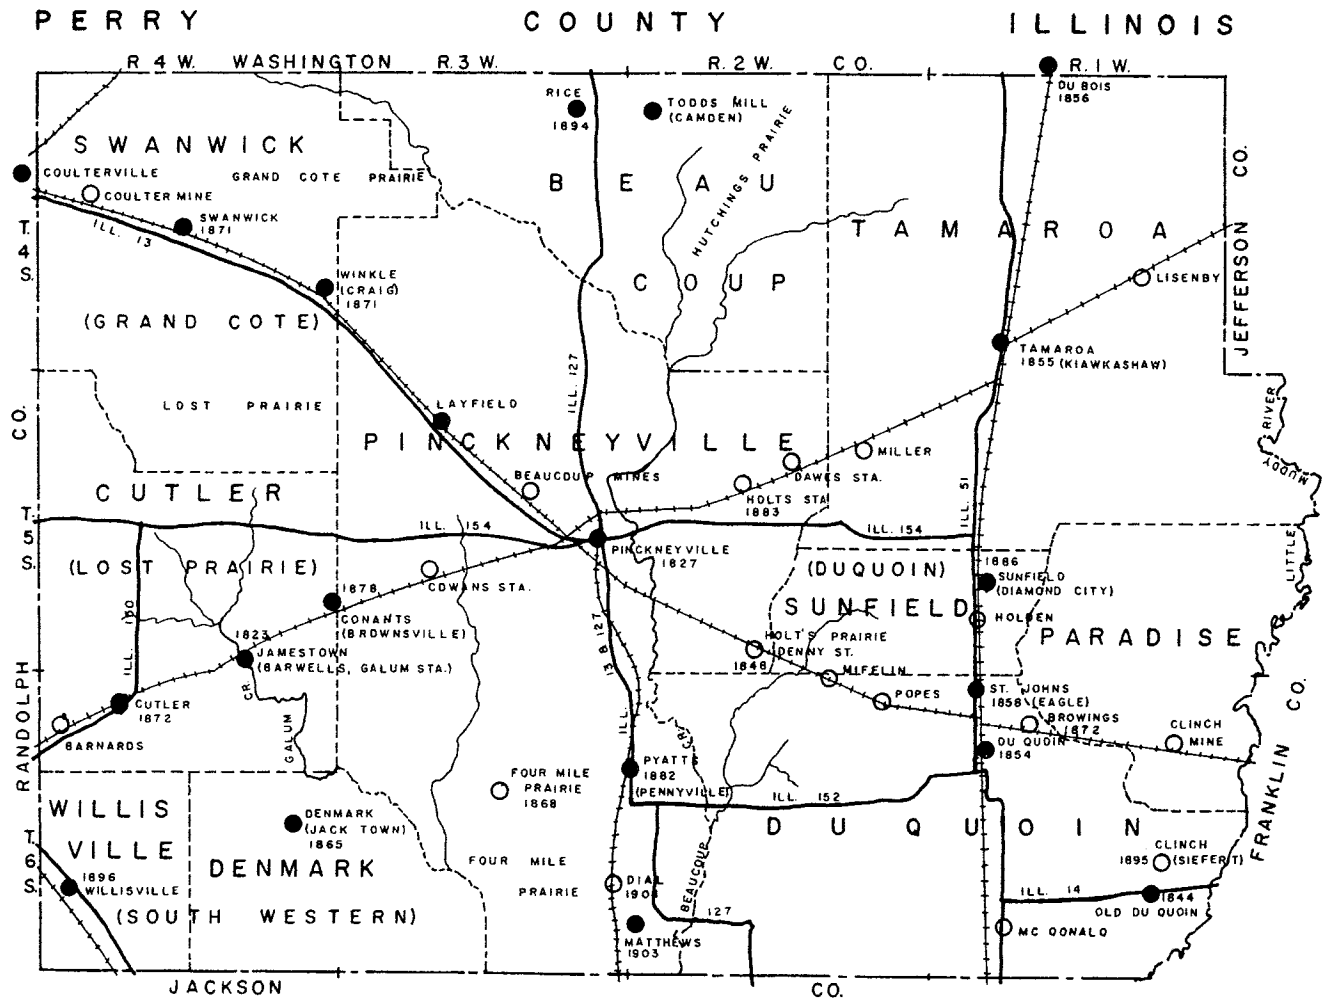 PERRY COUNTY ILLINOIS
R. 4 W. WASHINGTON R. 3 W. R. 2 W. CO. R. 1 W.
DU BOIS
1856
RICE
1894
TODDS MILL
(CAMDEN)
SWANWICK
COULTERVILLE
GRAND COTE PRAIRIE
COULTER MINE
SWANWICK
1871
ILL. 13
BEAU
COUP
HUTCHINGS PRAIRIE
TAMAROA
CO.
JEFFERSON
LISENBY
T.
4
S.
WINKLE
(CRAIG)
1871
(GRAND COTE)
TAMAROA
1855 (KIAWKASHAW)
ILL. 127
LOST PRAIRIE
LAYFIELD
PINCKNEYVILLE
MILLER
CO.
RIVER
MUDDY
LITTLE
BEAUCOUP MINES
DAWES STA.
HOLTS STA.
1883
CUTLER
ILL. 51
T.
5
S.
ILL. 154
ILL. 154
PINCKNEYVILLE
1827
(LOST PRAIRIE)
COWANS STA.
(DUQUOIN)
SUNFIELD
1886
SUNFIELD
(DIAMOND CITY)
HOLDEN
PARADISE
1878
CONANTS
(BROWNSVILLE)
ILL. 150
1823
JAMESTOWN
(BARWELLS, GALUM STA.)
13 & 127
ILL.
HOLT'S PRAIRIE
DENNY ST.
1848
MIFELIN
POPES
ST. JOHNS
1858 (EAGLE)
BROWINGS
1872
CLINCH
MINE
CO.
RANDOLPH
CUTLER
1872
BARNARDS
CR.
GALUM
DU QUOIN
1854
PYATTS
1882
(PENNYVILLE)
CR.
FOUR MILE
PRAIRIE
1868
ILL. 152
FRANKLIN
WILLIS
VILLE
DENMARK
(JACK TOWN)
1865
DUQUOIN
T.
6
S.
1896
WILLISVILLE
DENMARK
(SOUTH WESTERN)
FOUR MILE
PRAIRIE
DIAL
1901
BEAUCOUP
CLINCH
1895 (SIEFERT)
ILL. 14
1844
OLD DU QUOIN
127
MATTHEWS
1903
MC DONALD
JACKSON CO.